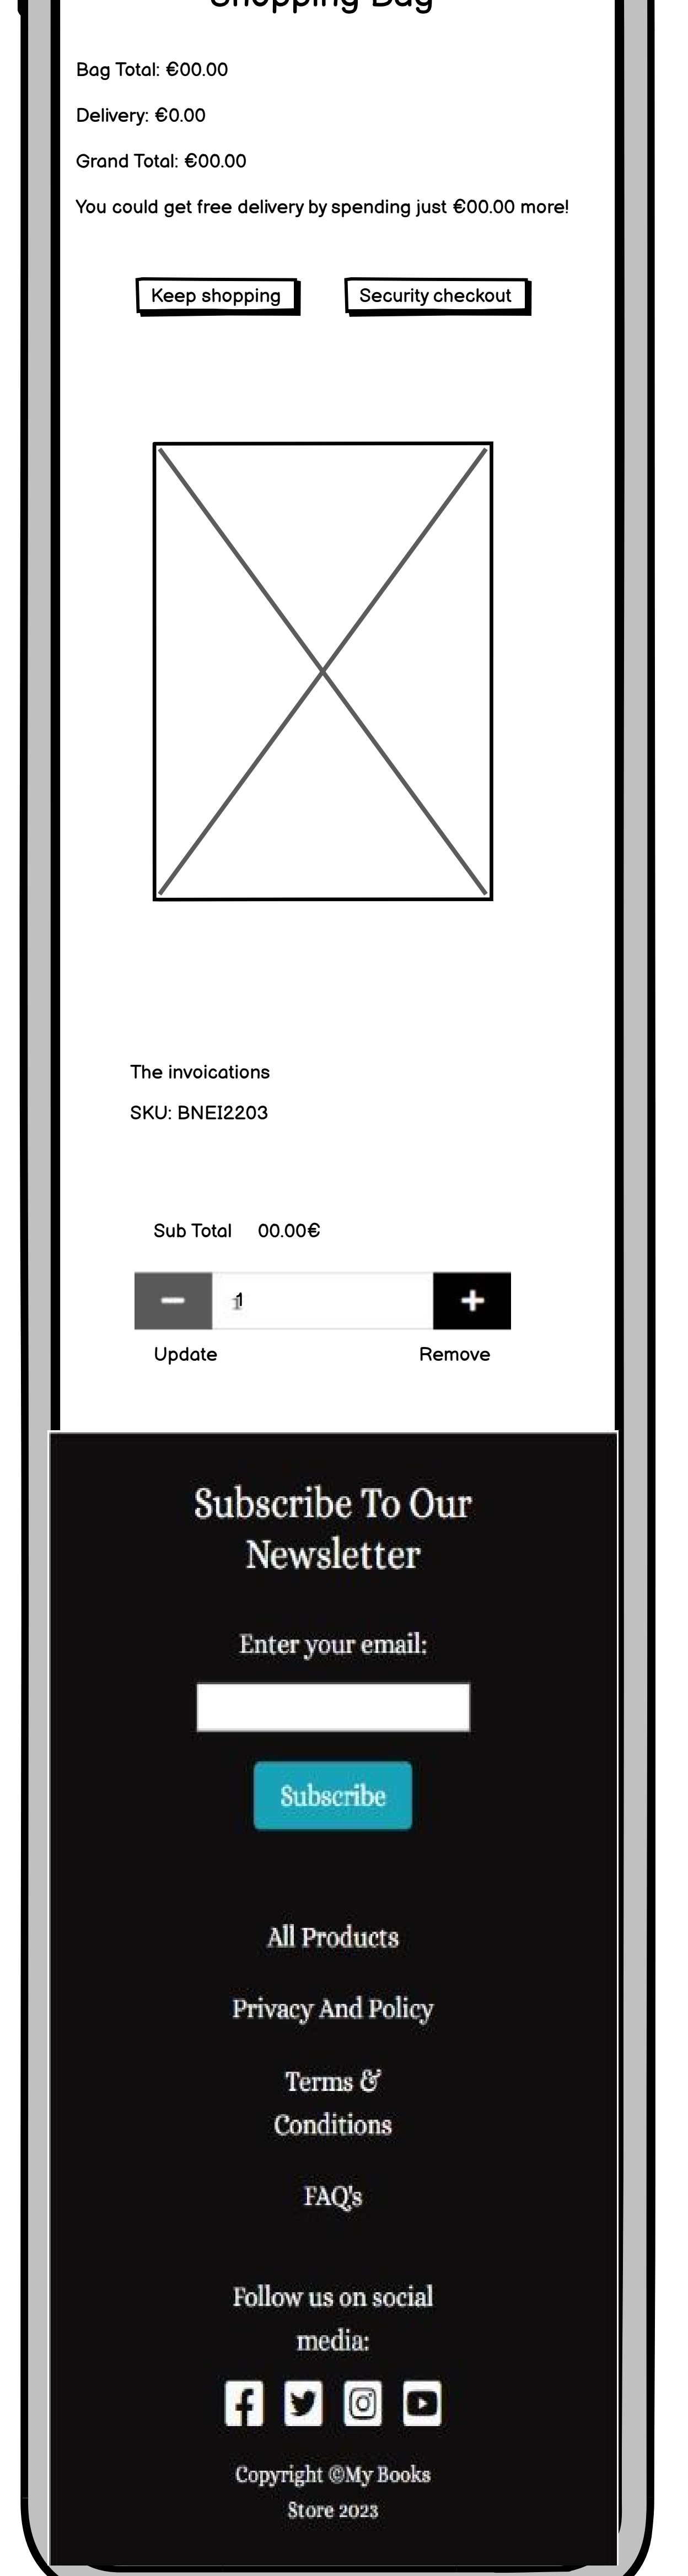 Shopping Bag
Bag Total: €00.00
Delivery: €0.00
Grand Total: €00.00
You could get free delivery by spending just €00.00 more!
Keep shopping Security checkout
The invoications
SKU: BNEI2203
Sub Total 00.00€
1
Update Remove
Subscribe To Our
Newsletter
Enter your email:
Subscribe
All Products
Privacy And Policy
Terms &
Conditions
FAQ's
Follow us on social
media:
Copyright ©My Books
Store 2023